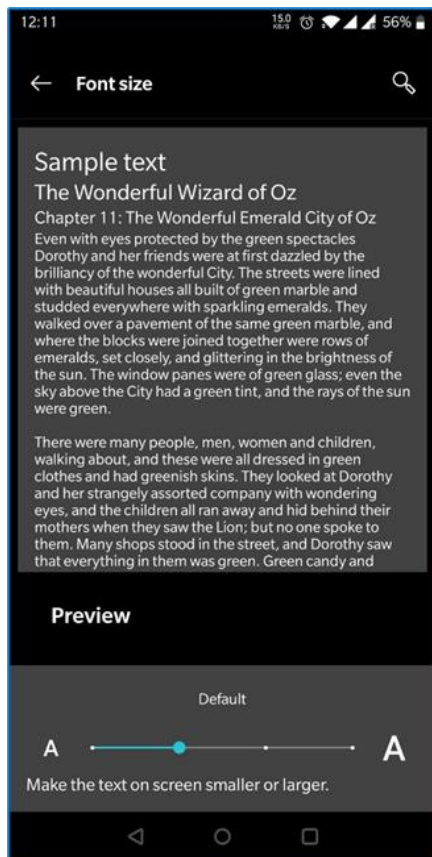 12:11
15.0
KB/S
56%
Font size
Sample text
The Wonderful Wizard of Oz
Chapter 11: The Wonderful Emerald City of Oz
Even with eyes protected by the green spectacles
Dorothy and her friends were at first dazzled by the
brilliancy of the wonderful City. The streets were lined
with beautiful houses all built of green marble and
studded everywhere with sparkling emeralds. They
walked over a pavement of the same green marble, and
where the blocks were joined together were rows of
emeralds, set closely, and glittering in the brightness of
the sun. The window panes were of green glass; even the
sky above the City had a green tint, and the rays of the sun
were green.
There were many people, men, women and children,
walking about, and these were all dressed in green
clothes and had greenish skins. They looked at Dorothy
and her strangely assorted company with wondering
eyes, and the children all ran away and hid behind their
mothers when they saw the Lion; but no one spoke to
them. Many shops stood in the street, and Dorothy saw
that everything in them was green. Green candy and
Preview
Default
A
A
Make the text on screen smaller or larger.